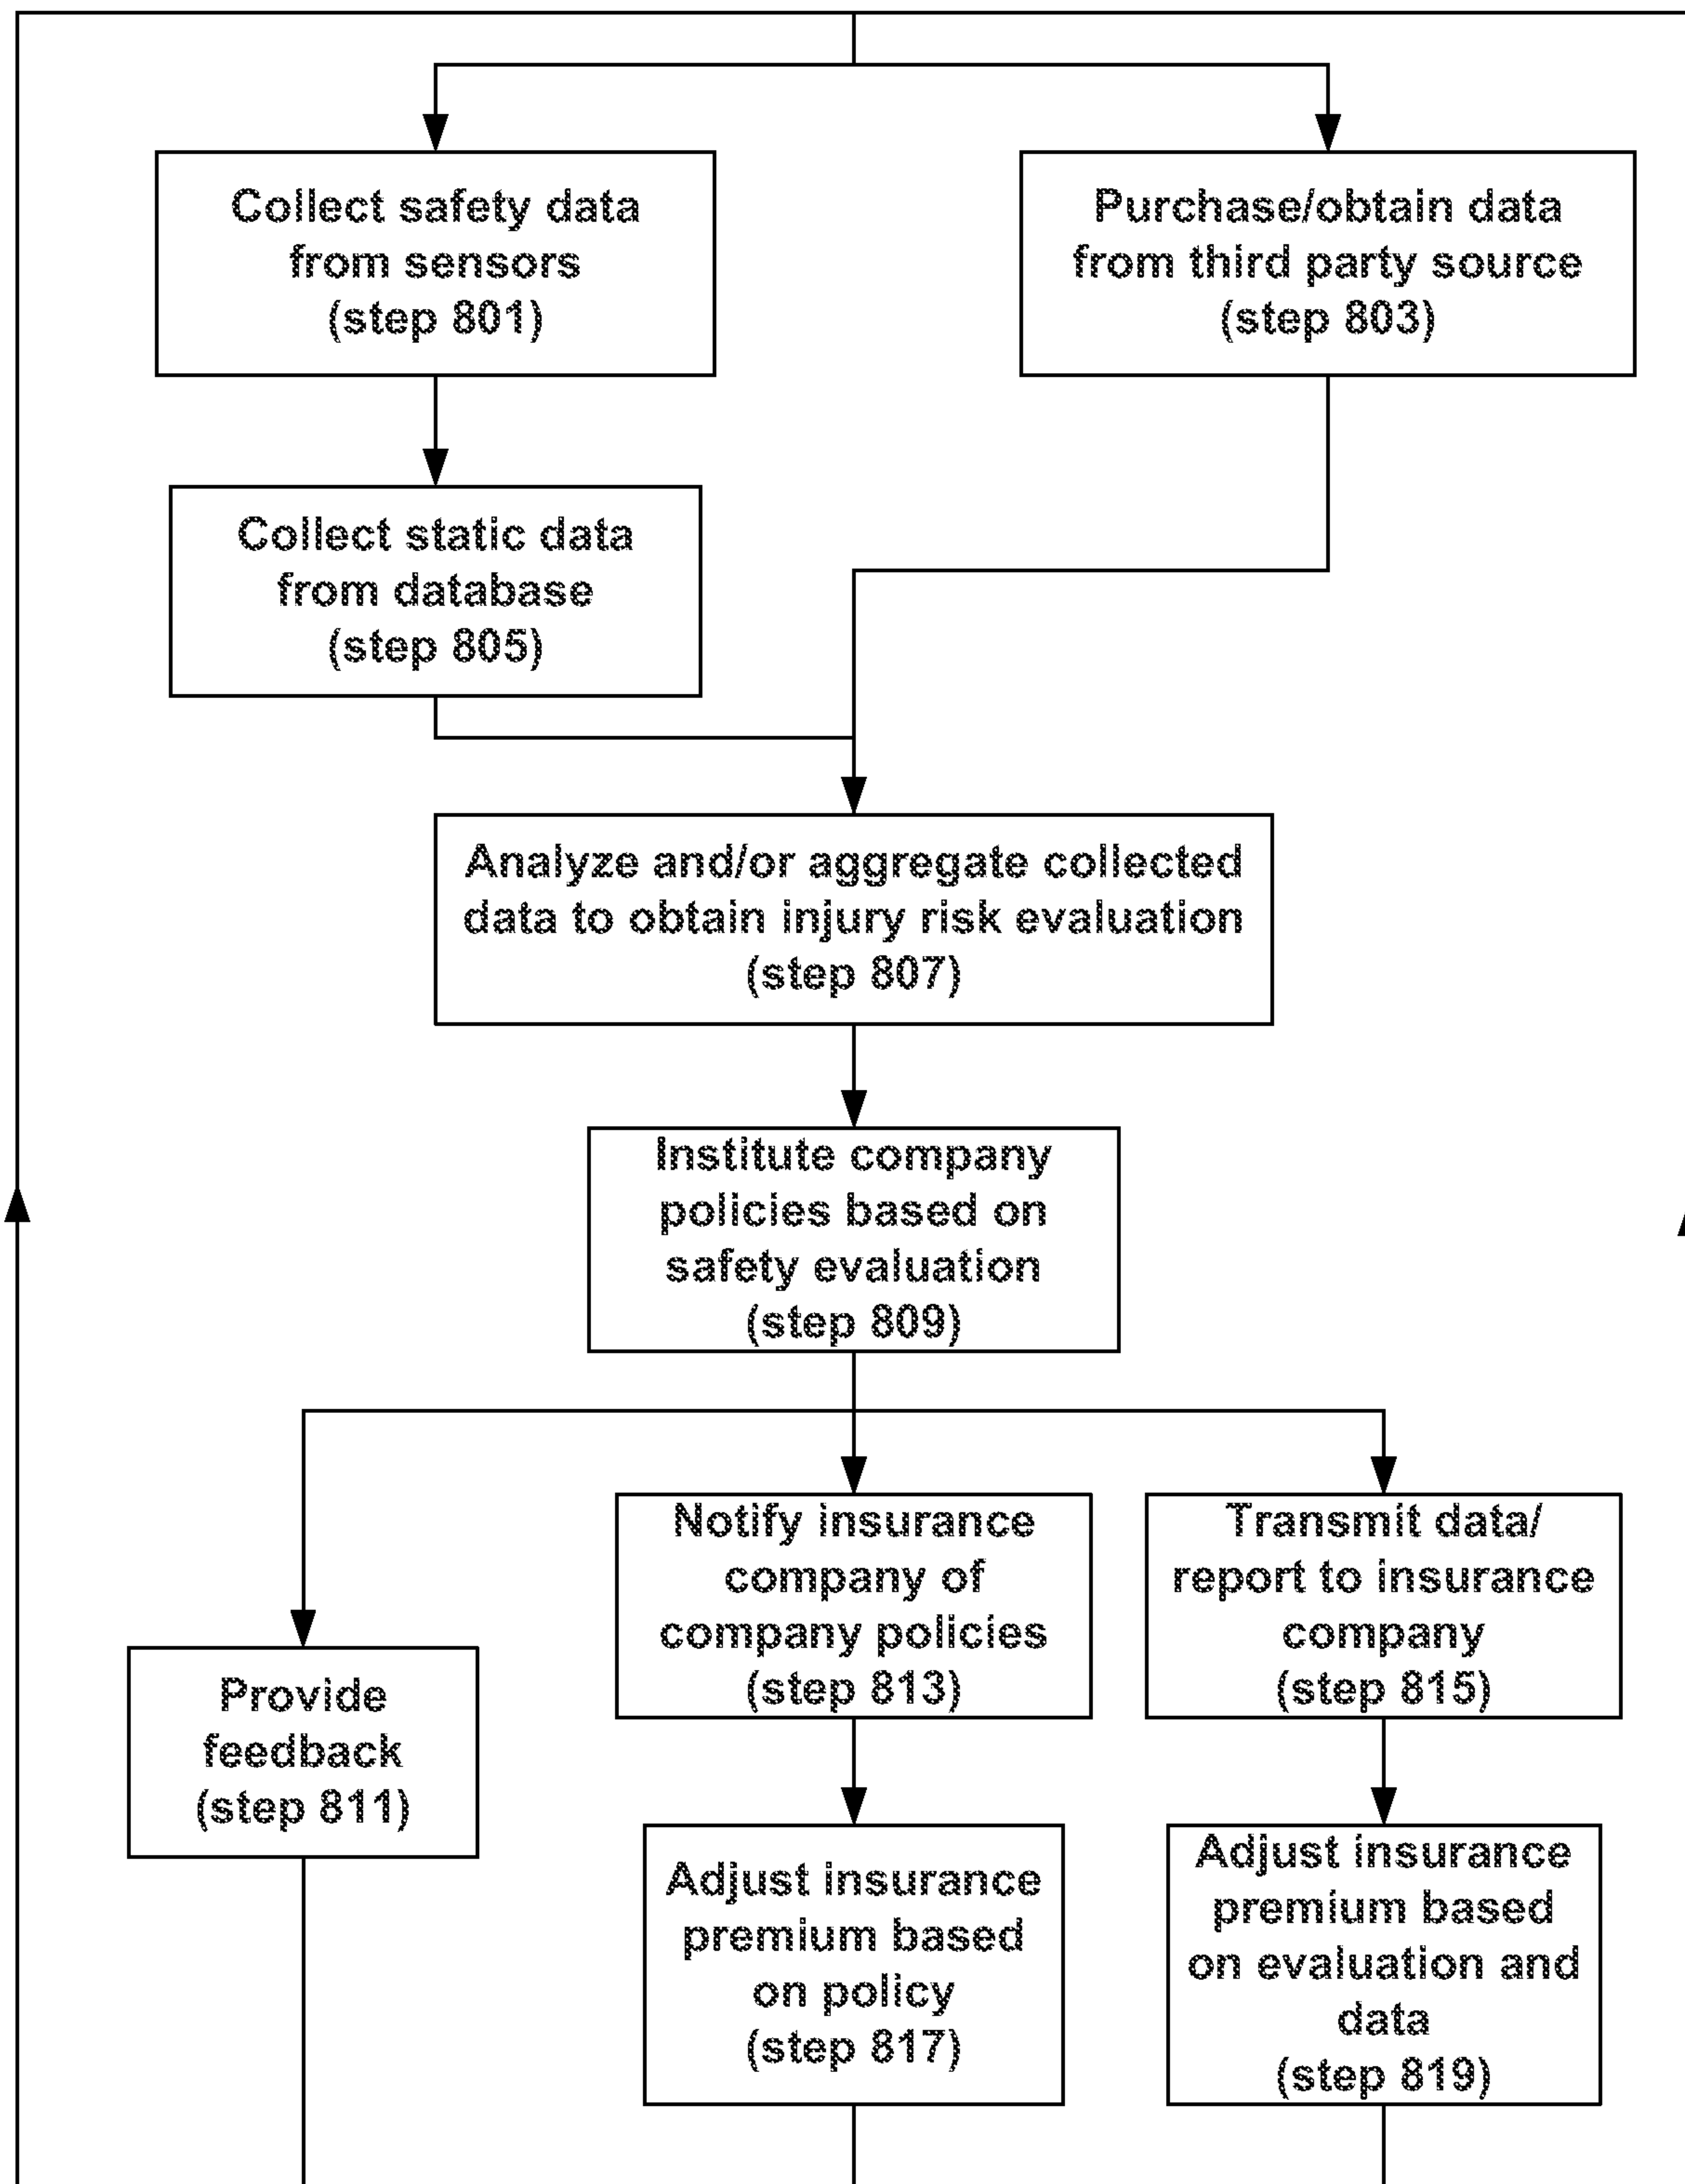 Collect safety data
from sensors
(step 801)
Purchase/obtain data
from third party source
(step 803)
Collect static data
from database
(step 805)
Analyze and/or aggregate collected
data to obtain injury risk evaluation
(step 807)
Institute company
policies based on
safety evaluation
(step 809)
Provide
feedback
(step 811)
Notify insurance
company of
company policies
(step 813)
Transmit data/
report to insurance
company
(step 815)
Adjust insurance
premium based
on policy
(step 817)
Adjust insurance
premium based
on evaluation and
data
(step 819)